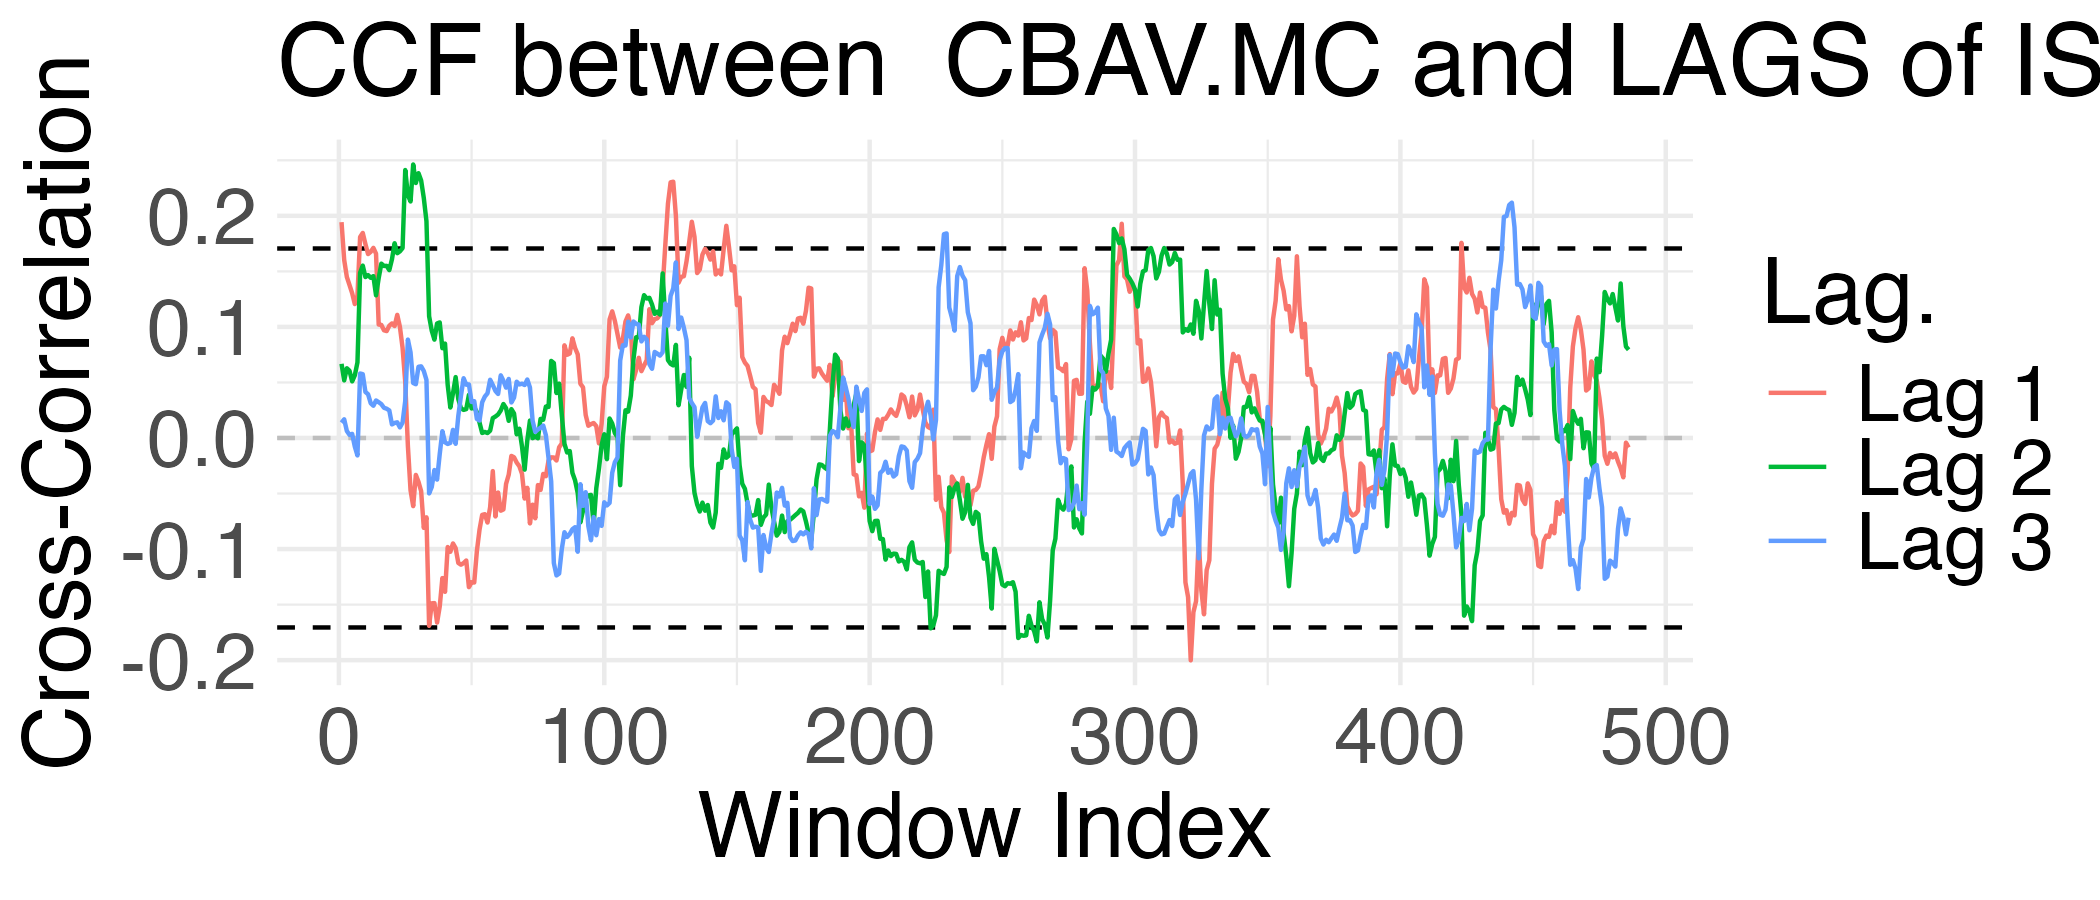 CCF between  CBAV.MC and LAGS of IS
Cross-Correlation
0.2
0.1
0.0
-0.1
-0.2
0 100 200 300 400 500
Window Index
Lag.
Lag 1
Lag 2
Lag 3